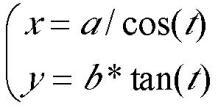 x = a / cos(t)
y = b* tan(t)